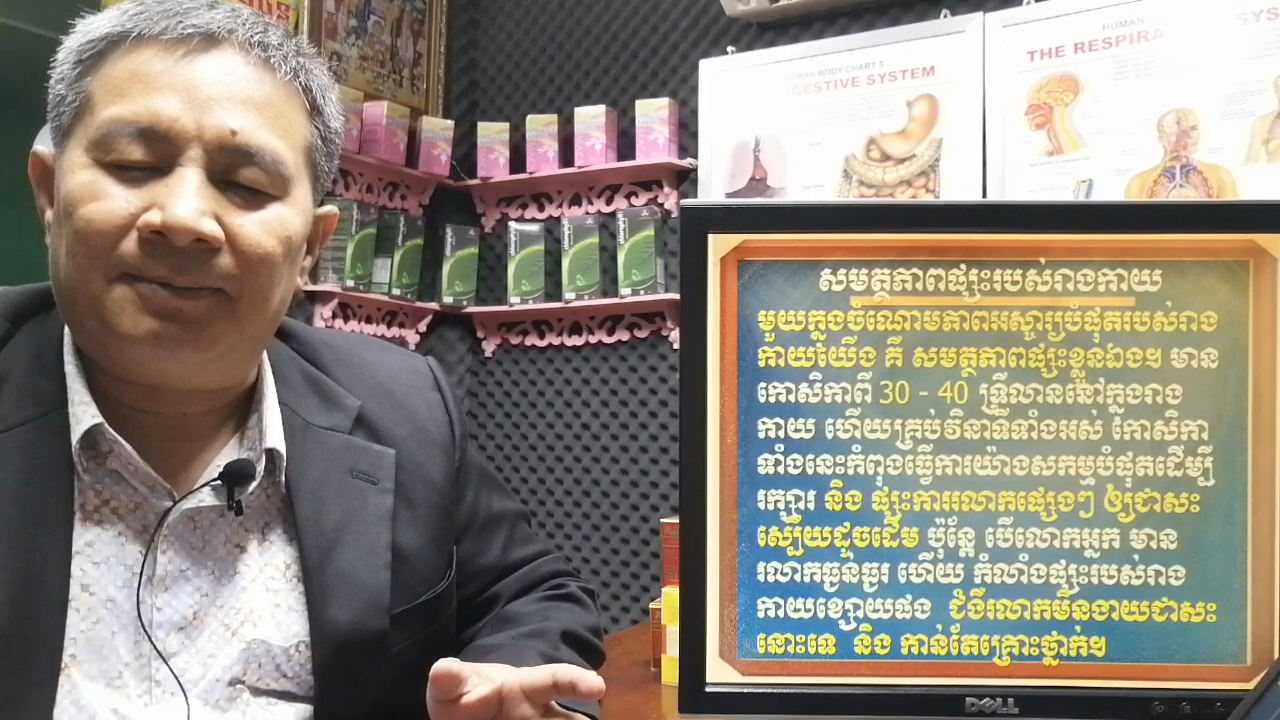 HUMAN BODY CHART 3
DIGESTIVE SYSTEM
HUMAN
THE RESPIRA
SYS
សមត្ថភាពផ្សះរបស់រាងកាយ
មួយក្នុងចំណោមភាពអស្ចារ្យបំផុតរបស់រាង
កាយយើង គឺ សមត្ថភាពផ្សះខ្លួនឯង។ មាន
កោសិកាពី 30 - 40 ទ្រីលាននៅក្នុងរាង
កាយ ហើយគ្រប់វិនាទីទាំងអស់ កោសិកា
ទាំងនេះកំពុងធ្វើការយ៉ាងសកម្មបំផុតដើម្បី
រក្សារ និង ផ្សះការរលាកផ្សេងៗ ឲ្យជាសះ
ស្បើយដូចដើម ប៉ុន្តែ បើលោកអ្នក មាន
រលាកធ្ងន់ធ្ងរ ហើយ កំលាំងផ្សះរបស់រាង
កាយខ្សោយផង ជំងឺរលាកមិនងាយជាសះ
នោះទេ និង កាន់តែគ្រោះថ្នាក់។
DELL